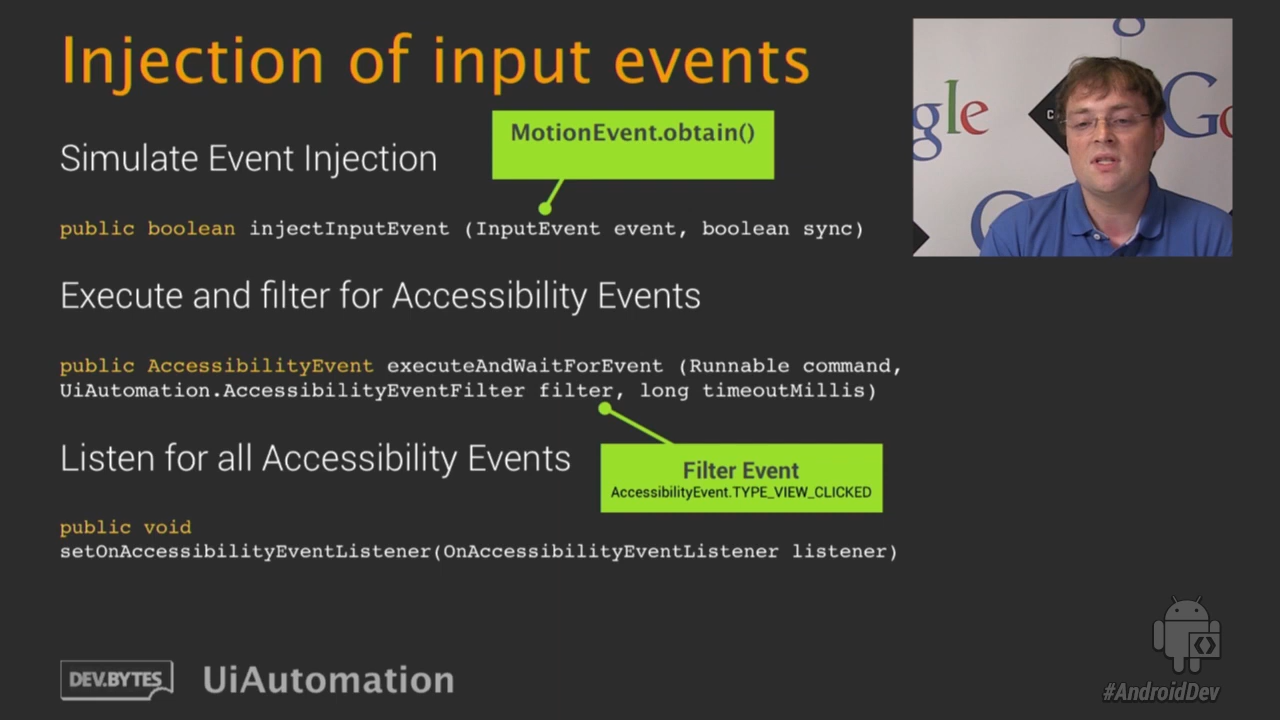 Injection of input events
MotionEvent.obtain()
Simulate Event Injection
public boolean injectInputEvent (InputEvent event, boolean sync)
Execute and filter for Accessibility Events
public AccessibilityEvent executeAndWaitForEvent (Runnable command,
UiAutomation.AccessibilityEventFilter filter, long timeoutMillis)
Listen for all Accessibility Events
Filter Event
AccessibilityEvent.TYPE_VIEW_CLICKED
public void
setOnAccessibilityEventListener(OnAccessibilityEventListener listener)
DEV.BYTES
UiAutomation
#AndroidDev